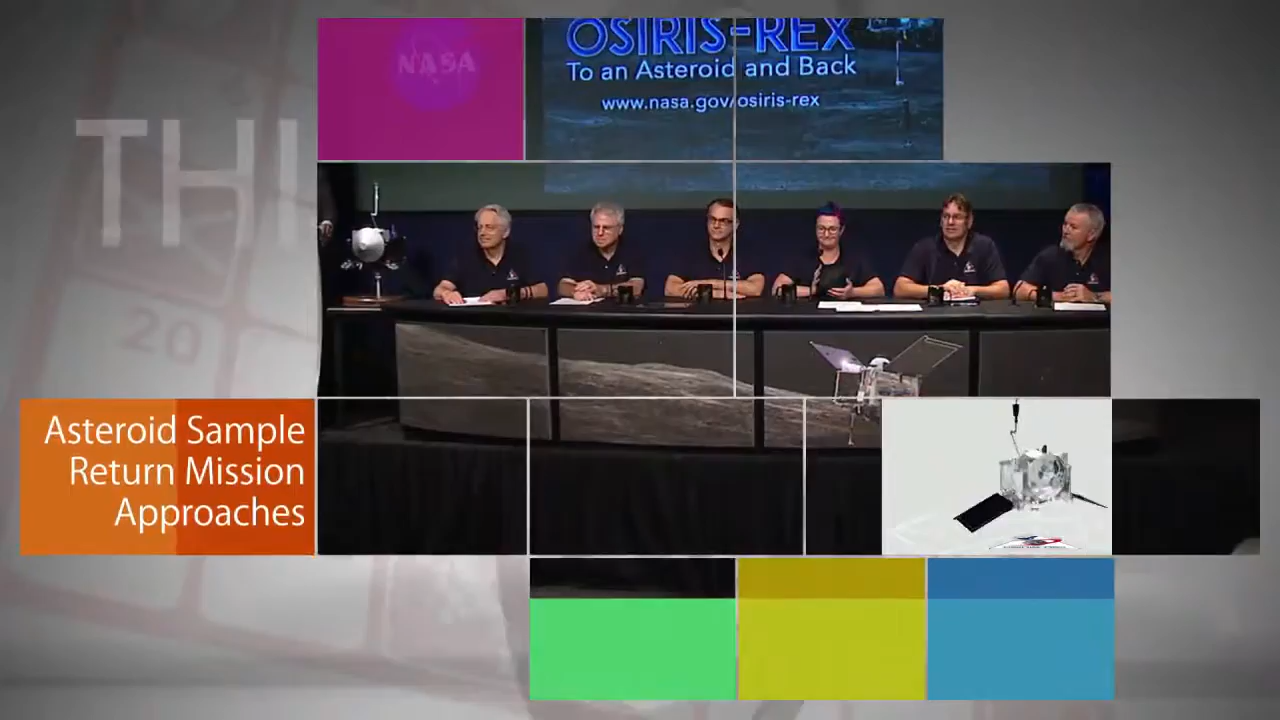 NASA
OSIRIS-REX
To an Asteroid and Back
www.nasa.gov/osiris-rex
THI
20
Asteroid Sample
Return Mission
Approaches